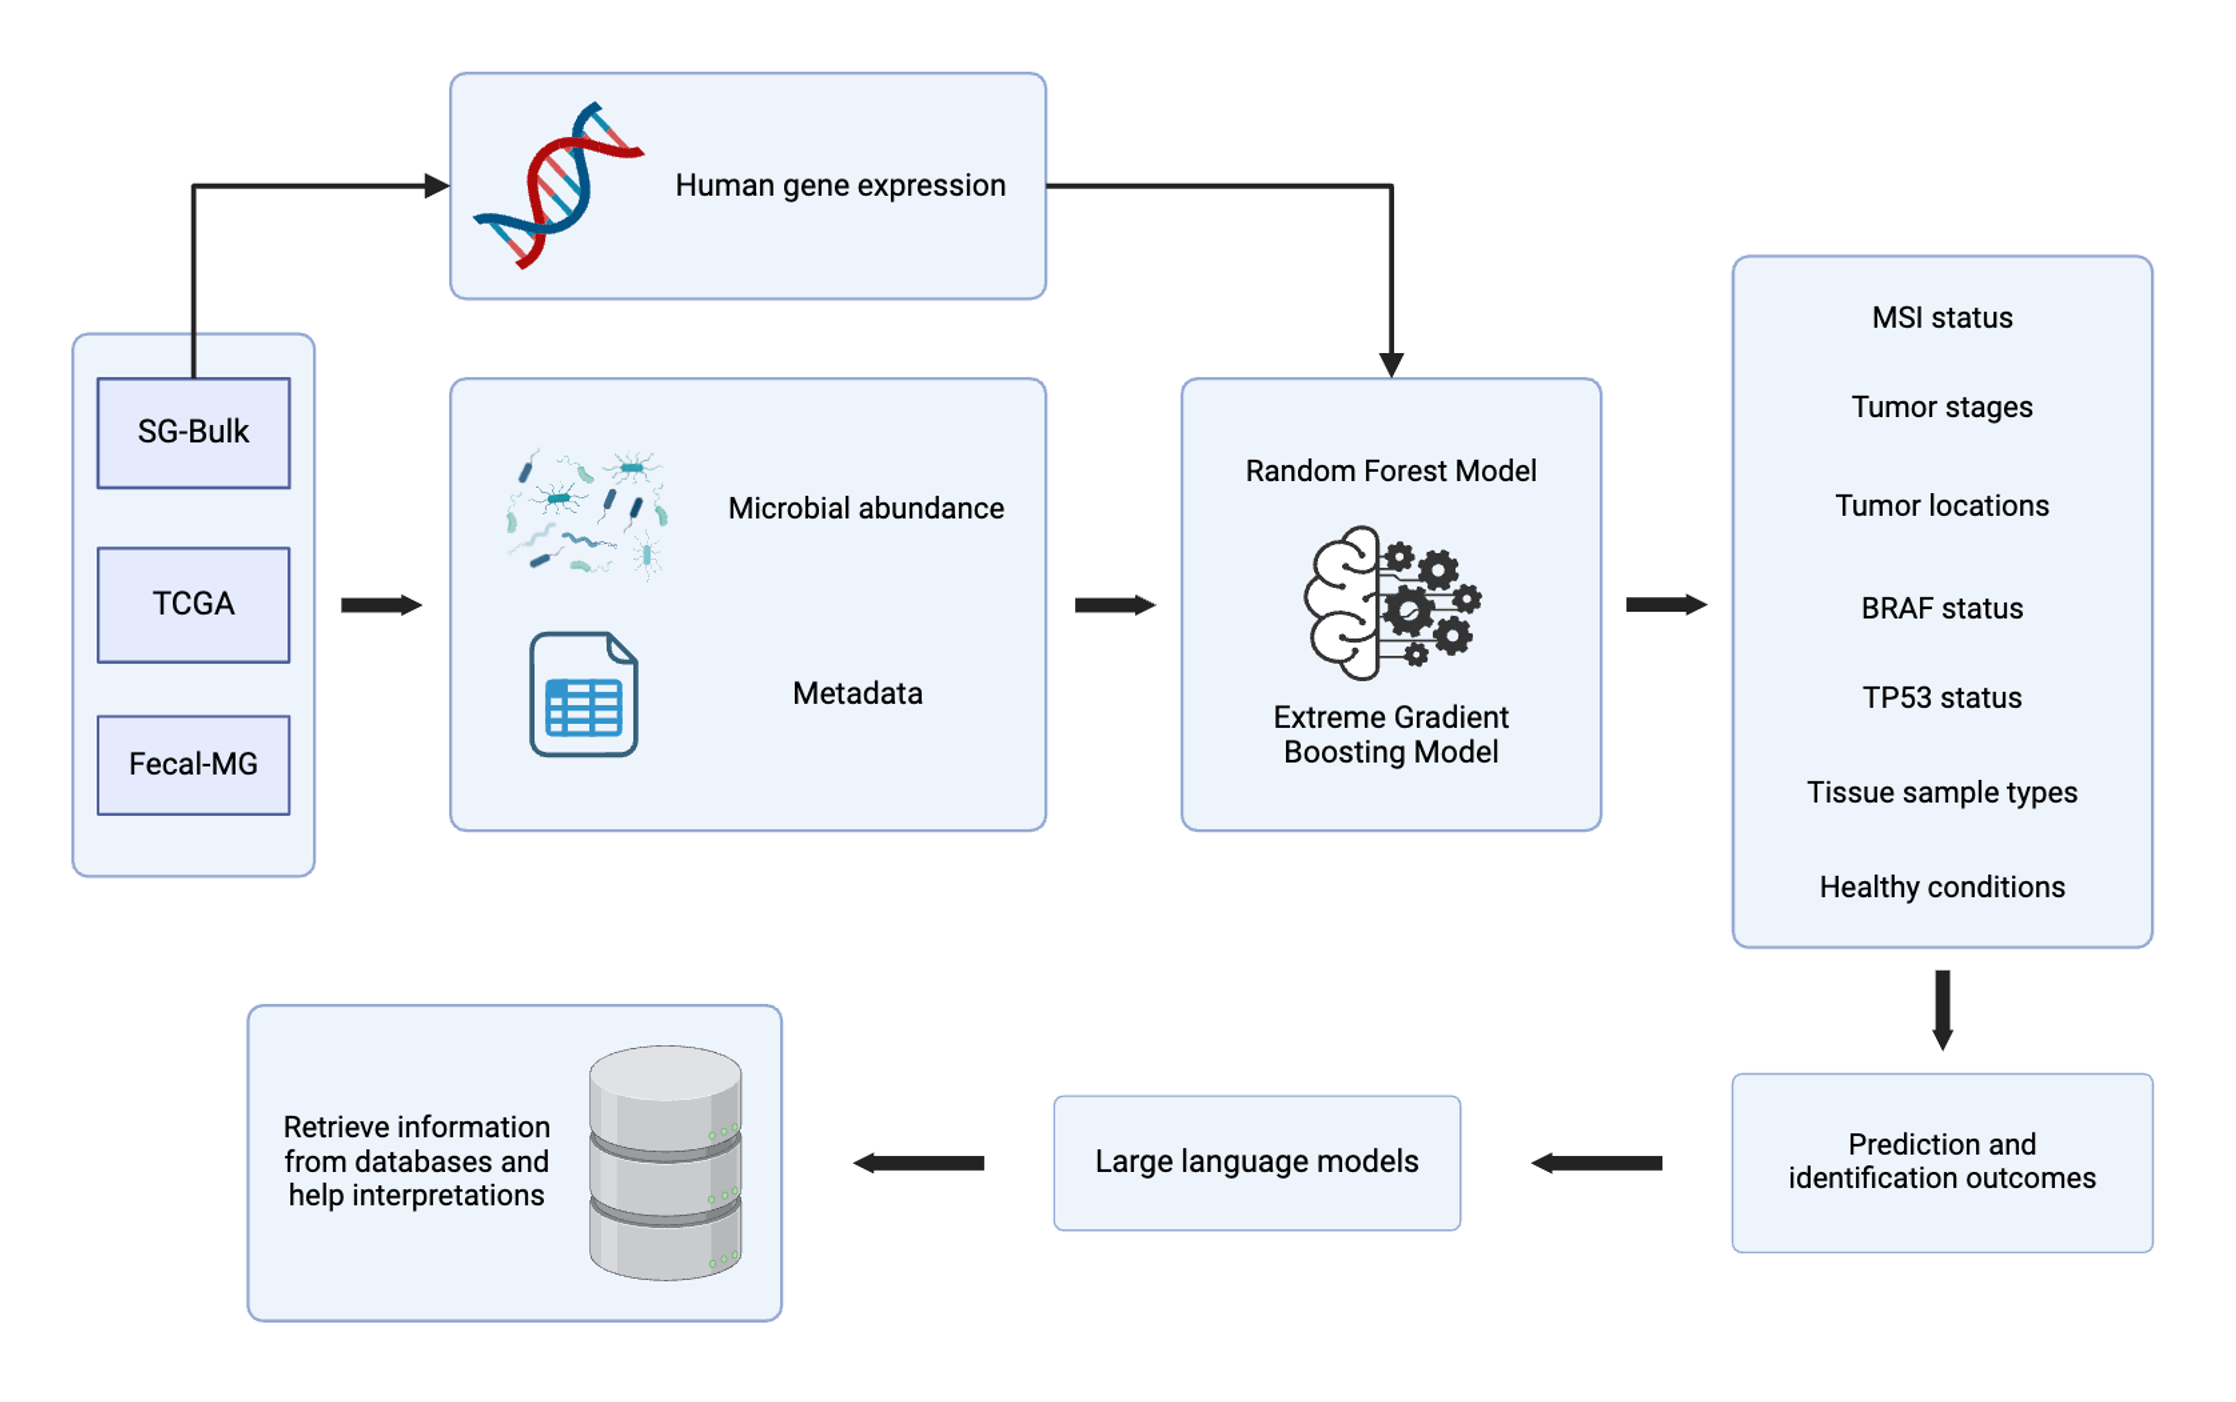 Human gene expression
SG-Bulk
TCGA
Fecal-MG
Microbial abundance
Metadata
Random Forest Model
Extreme Gradient
Boosting Model
MSI status
Tumor stages
Tumor locations
BRAF status
TP53 status
Tissue sample types
Healthy conditions
Prediction and
identification outcomes
Large language models
Retrieve information
from databases and
help interpretations